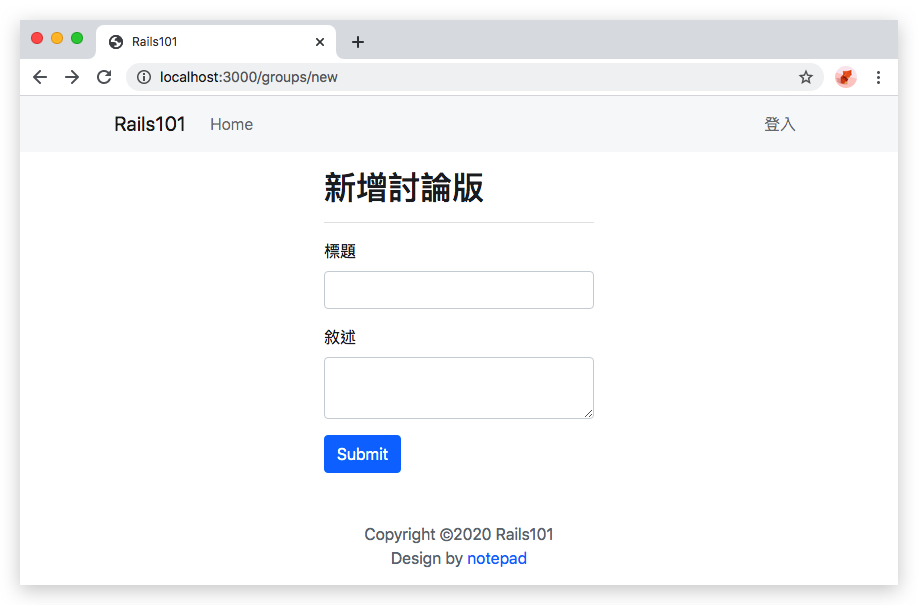 Rails101
localhost:3000/groups/new
Rails101 Home 登入
新增討論版
標題
敘述
Submit
Copyright ©2020 Rails101
Design by notepad